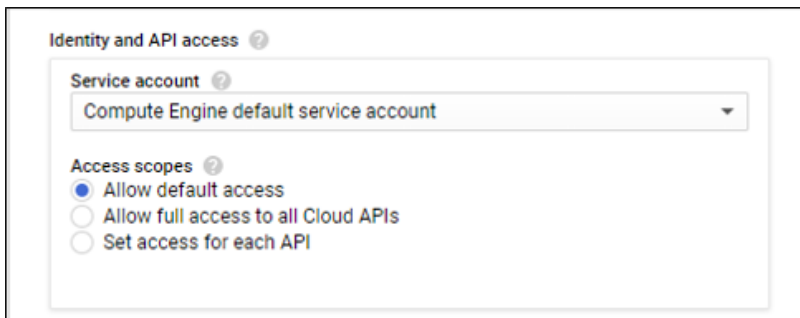 Identity and API access
Service account
Compute Engine default service account
Access scopes
Allow default access
Allow full access to all Cloud APIs
Set access for each API